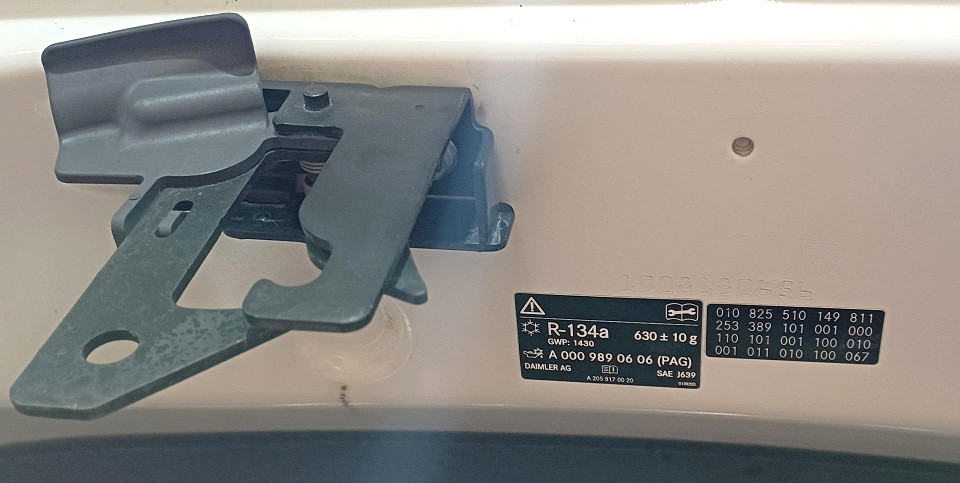 R-134a 630 ± 10 g
GWP: 1430
A 000 989 06 06 (PAG)
DAIMLER AG SAE J639
A 205 817 00 20
010 825 510 149 811
253 389 101 001 000
110 101 001 100 010
001 011 010 100 067